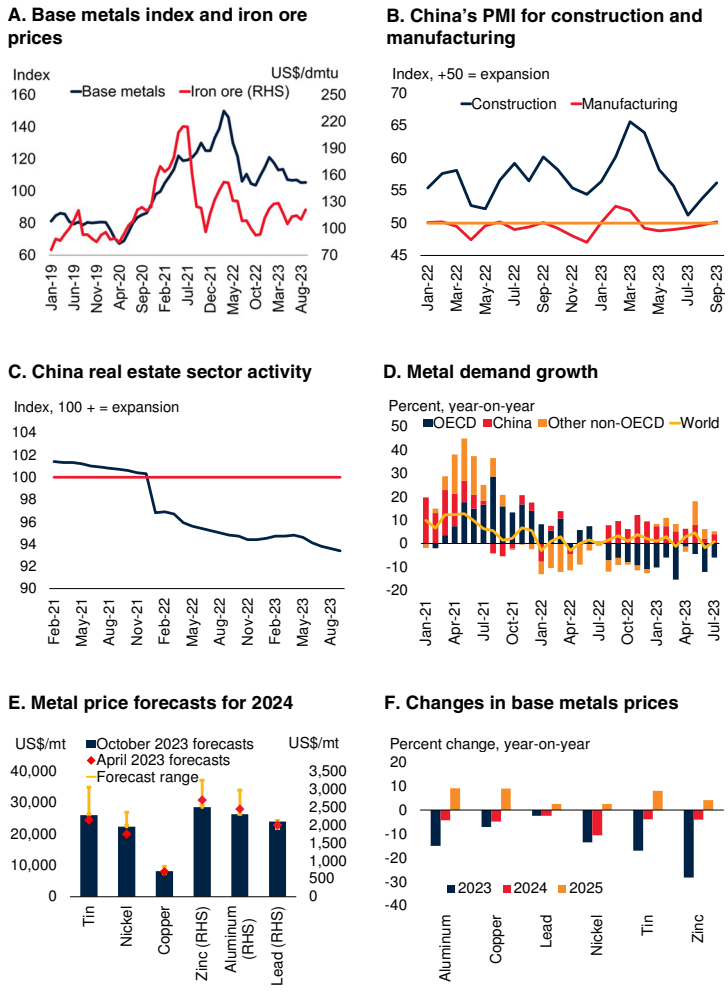 A. Base metals index and iron ore
prices
Index
US$/dmtu
Base metals
Iron ore (RHS)
160
140
120
100
80
60
250
220
190
160
130
100
70
Jan-19
Jun-19
Nov-19
Apr-20
Sep-20
Feb-21
Jul-21
Dec-21
May-22
Oct-22
Mar-23
Aug-23
B. China's PMI for construction and
manufacturing
Index, +50 = expansion
Construction
Manufacturing
70
65
60
55
50
45
Jan-22
Mar-22
May-22
Jul-22
Sep-22
Nov-22
Jan-23
Mar-23
May-23
Jul-23
Sep-23
C. China real estate sector activity
Index, 100 + = expansion
104
102
100
98
96
94
92
90
Feb-21
May-21
Aug-21
Nov-21
Feb-22
May-22
Aug-22
Nov-22
Feb-23
May-23
Aug-23
D. Metal demand growth
Percent, year-on-year
OECD
China
Other non-OECD
World
50
40
30
20
10
0
-10
-20
Jan-21
Apr-21
Jul-21
Oct-21
Jan-22
Apr-22
Jul-22
Oct-22
Jan-23
Apr-23
Jul-23
E. Metal price forecasts for 2024
US$/mt
US$/mt
October 2023 forecasts
April 2023 forecasts
Forecast range
40,000
30,000
20,000
10,000
0
3,500
3,000
2,500
2,000
1,500
1,000
500
0
Tin
Nickel
Copper
Zinc (RHS)
Aluminum
(RHS)
Lead (RHS)
F. Changes in base metals prices
Percent change, year-on-year
20
10
0
-10
-20
-30
-40
2023
2024
2025
Aluminum
Copper
Lead
Nickel
Tin
Zinc